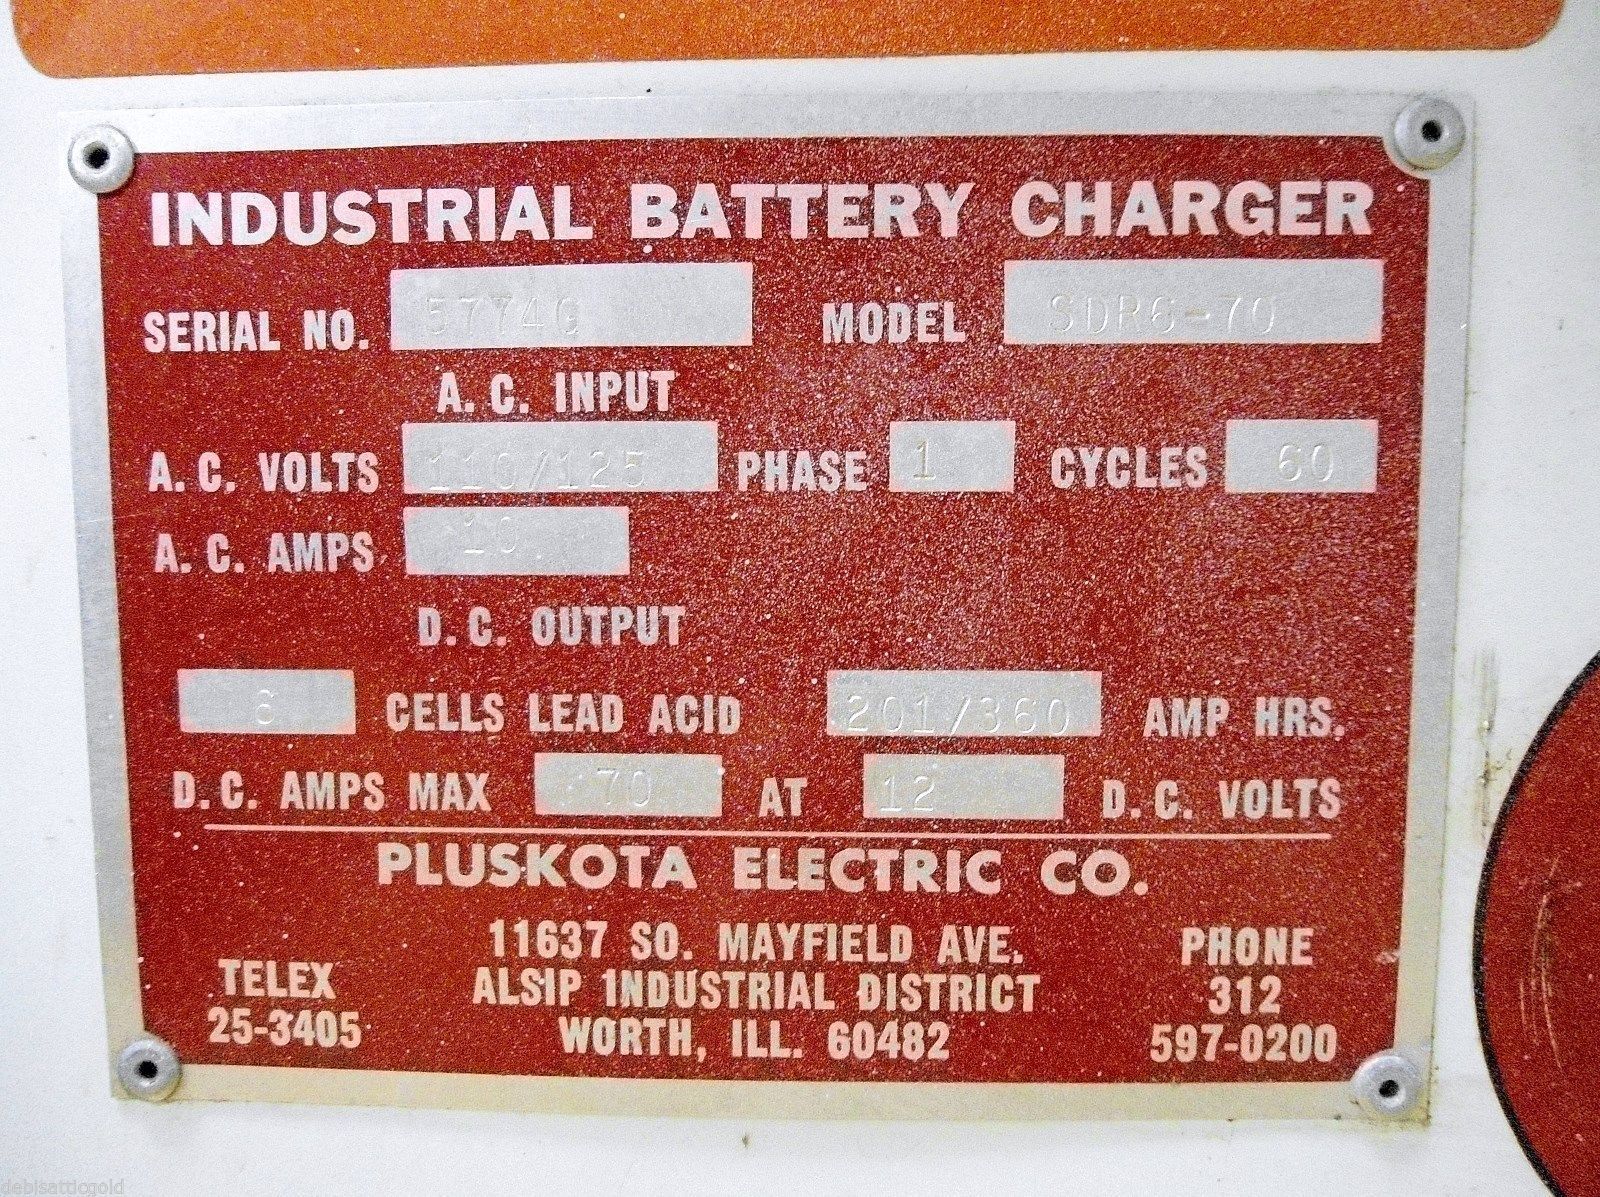 INDUSTRIAL BATTERY CHARGER
SERIAL NO. 57746 MODEL SDR6-70
A.C. INPUT
A.C. VOLTS 110/125 PHASE 1 CYCLES 60
A.C. AMPS 10
D.C. OUTPUT
6 CELLS LEAD ACID 201/360 AMP HRS.
D.C. AMPS MAX 70 AT 12 D.C. VOLTS
PLUSKOTA ELECTRIC CO.
11637 SO. MAYFIELD AVE.
ALSIP INDUSTRIAL DISTRICT
WORTH, ILL. 60482
TELEX
25-3405
PHONE
312
597-0200
debisatticgold